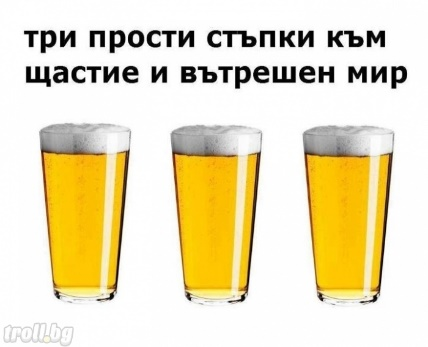 три прости стъпки към
щастие и вътрешен мир
troll.bg